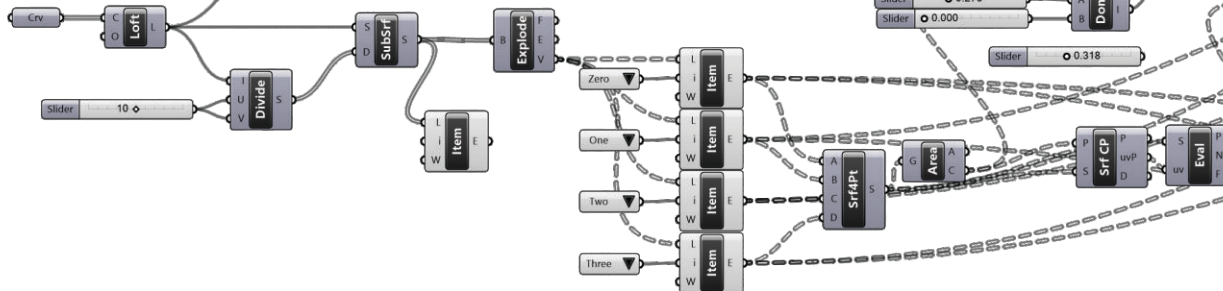 Crv
C
O
Loft
L
Slider
10
I
U
V
Divide
S
S
D
SubSrf
S
L
i
W
Item
E
B
Explode
F
E
V
Zero
One
Two
Three
L
i
W
Item
E
L
i
W
Item
E
L
i
W
Item
E
L
i
W
Item
E
A
B
C
D
Srf4Pt
S
G
Area
A
C
Slider
Slider
0.000
B
I
Slider
0.318
P
S
Srf CP
P
uvP
D
S
uv
Eval
P
N
F